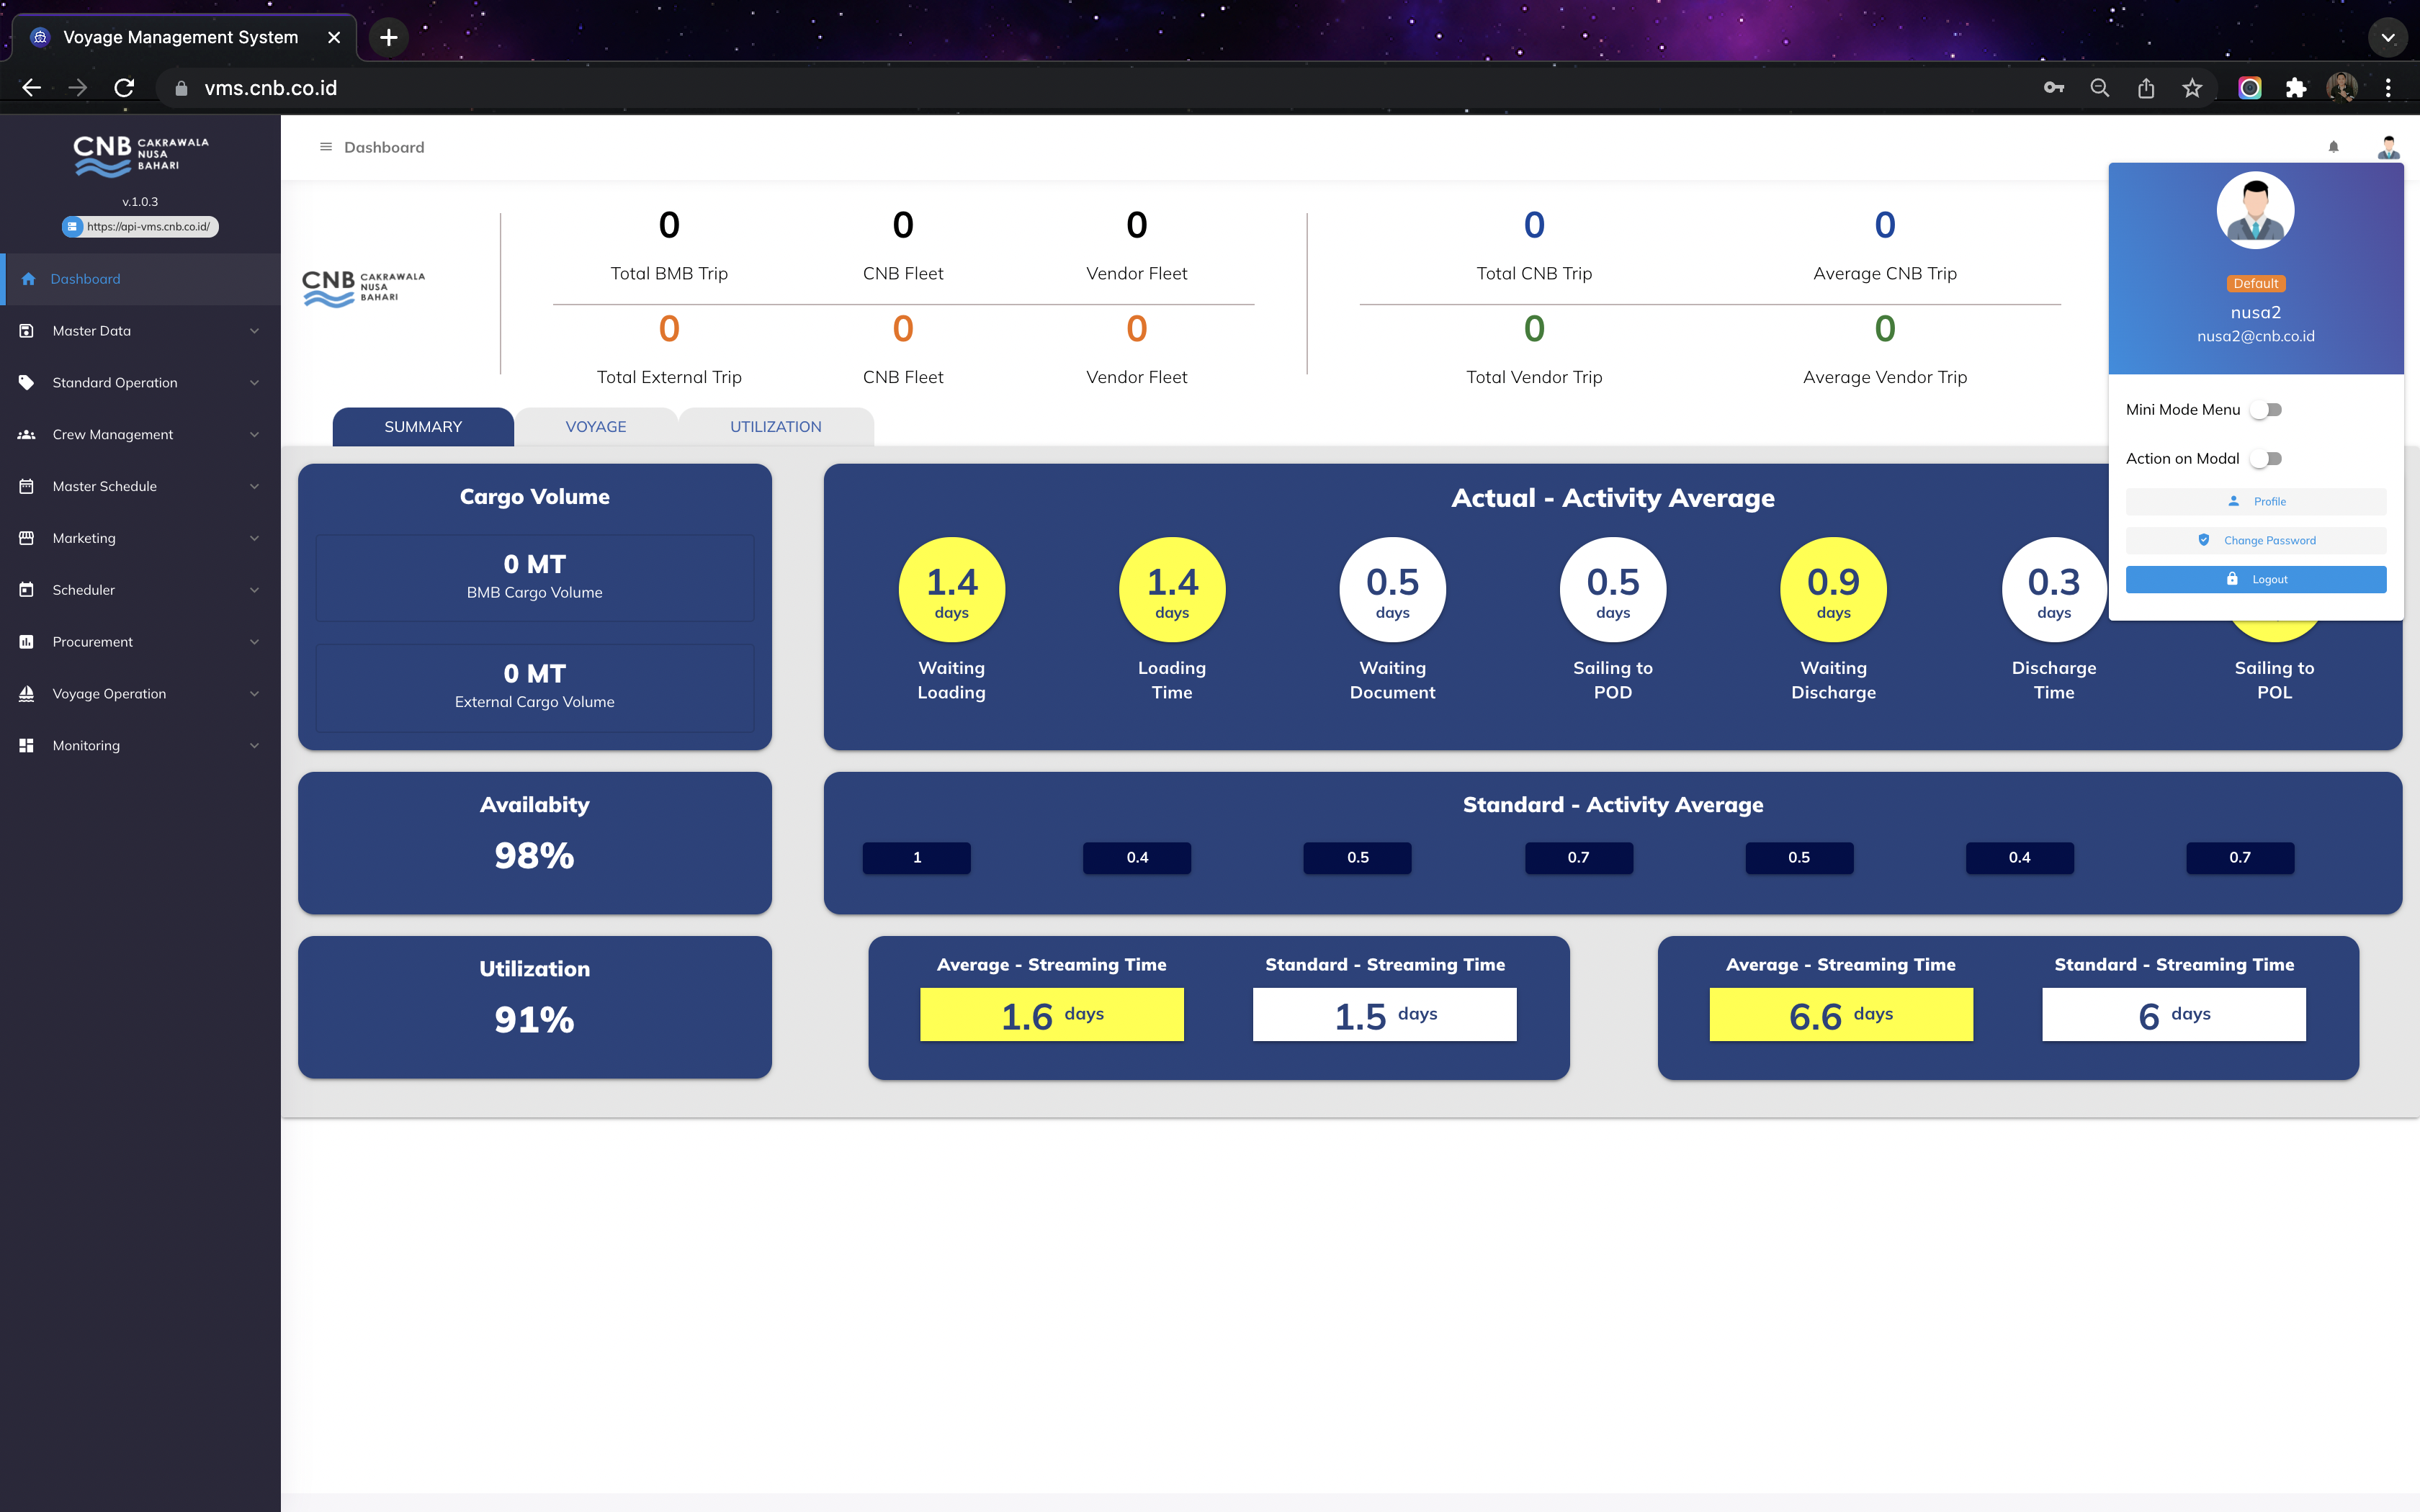 Voyage Management System
vms.cnb.co.id
CNB CAKRAWALA NUSA BAHARI
v.1.0.3
https://api-vms.cnb.co.id/
Dashboard
Master Data
Standard Operation
Crew Management
Master Schedule
Marketing
Scheduler
Procurement
Voyage Operation
Monitoring
Dashboard
CNB CAKRAWALA NUSA BAHARI
0 0 0 0 0
Total BMB Trip CNB Fleet Vendor Fleet Total CNB Trip Average CNB Trip
0 0 0 0 0
Total External Trip CNB Fleet Vendor Fleet Total Vendor Trip Average Vendor Trip
Default
nusa2
nusa2@cnb.co.id
Mini Mode Menu
Action on Modal
Profile
Change Password
Logout
SUMMARY VOYAGE UTILIZATION
Cargo Volume
0 MT
BMB Cargo Volume
0 MT
External Cargo Volume
Actual - Activity Average
1.4 1.4 0.5 0.5 0.9 0.3
days days days days days days
Waiting Loading Waiting Sailing to Waiting Discharge Sailing to
Loading Time Document POD Discharge Time POL
Availabity
98%
Standard - Activity Average
1 0.4 0.5 0.7 0.5 0.4 0.7
Utilization
91%
Average - Streaming Time Standard - Streaming Time
1.6 days 1.5 days
Average - Streaming Time Standard - Streaming Time
6.6 days 6 days